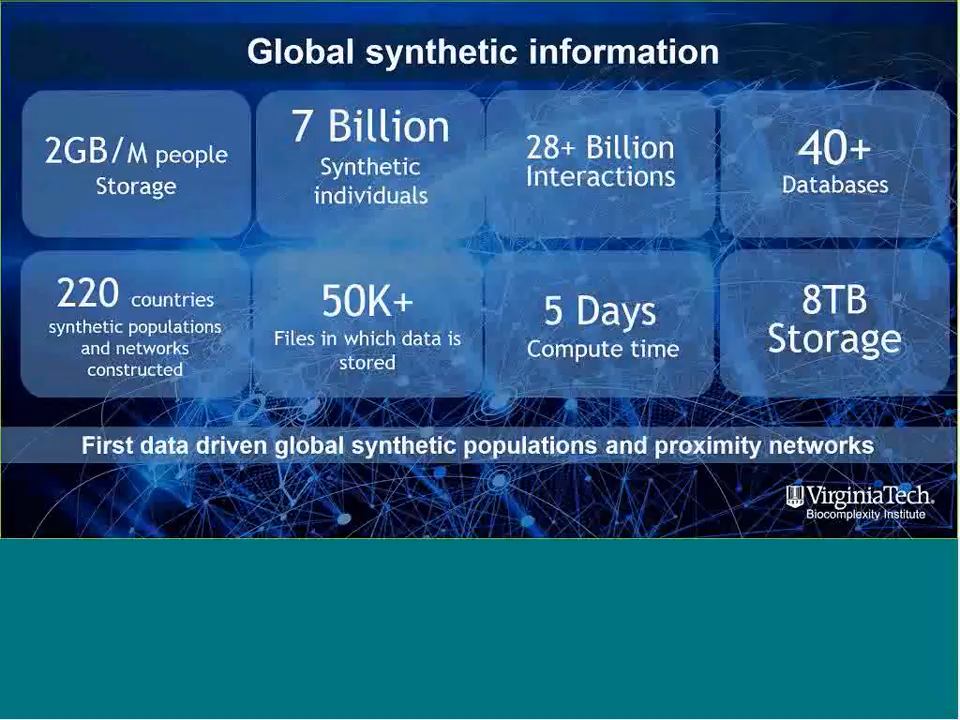 Global synthetic information
2GB/M people
Storage
7 Billion
Synthetic
individuals
28+ Billion
Interactions
40+
Databases
220 countries
synthetic populations
and networks
constructed
50K+
Files in which data is
stored
5 Days
Compute time
8TB
Storage
First data driven global synthetic populations and proximity networks
VirginiaTech.
Biocomplexity Institute